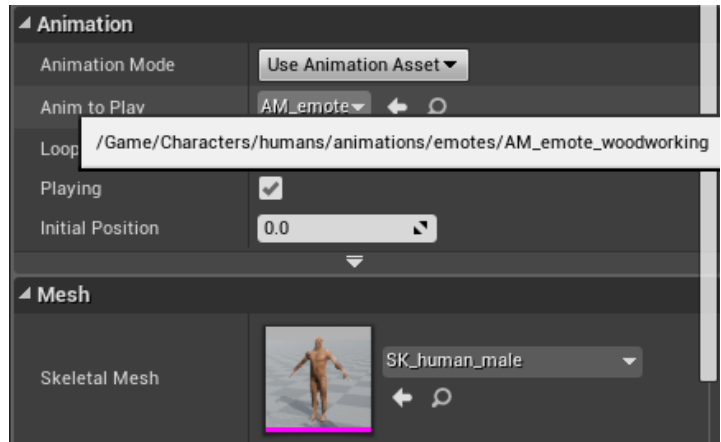 Animation
Animation Mode
Use Animation Asset
Anim to Play
AM_emote
/Game/Characters/humans/animations/emotes/AM_emote_woodworking
Loop
Playing
Initial Position
0.0
Mesh
Skeletal Mesh
SK_human_male